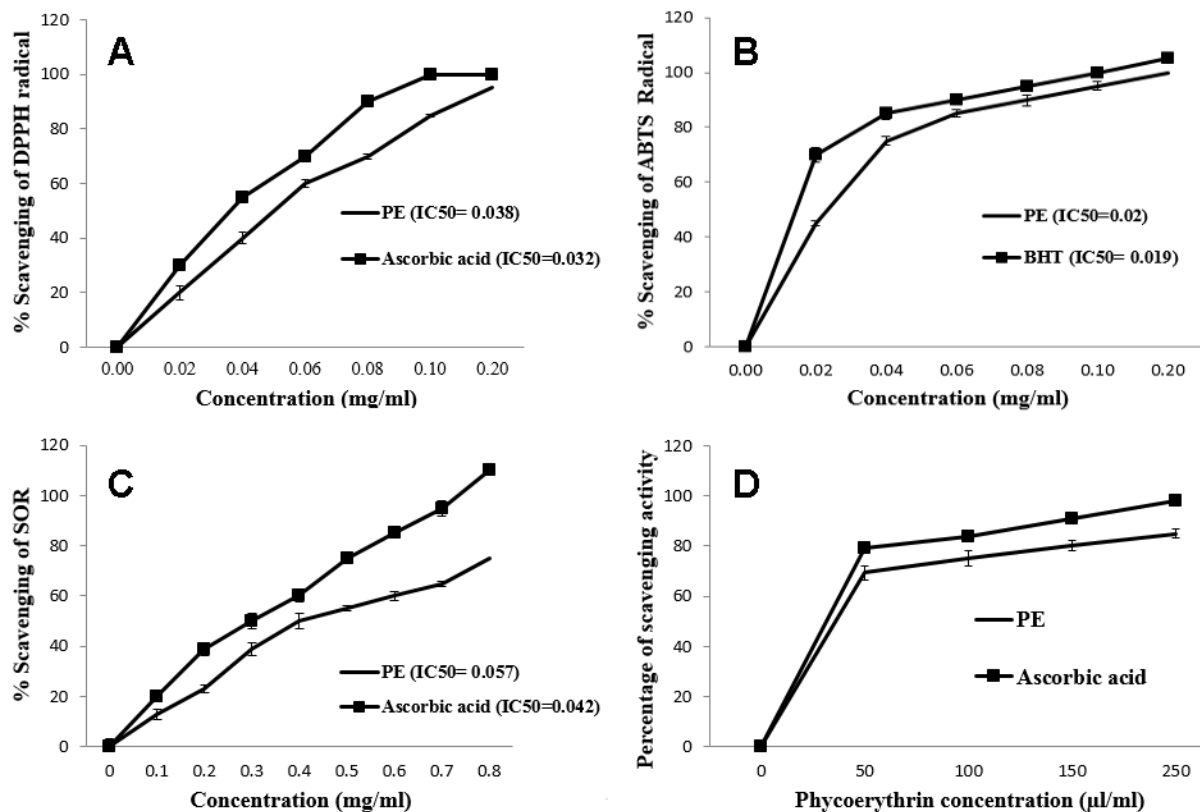 A
% Scavenging of DPPH radical
120
100
80
60
40
20
0
PE (IC50= 0.038)
Ascorbic acid (IC50=0.032)
0.00 0.02 0.04 0.06 0.08 0.10 0.20
Concentration (mg/ml)
B
% Scavenging of ABTS Radical
120
100
80
60
40
20
0
PE (IC50=0.02)
BHT (IC50= 0.019)
0.00 0.02 0.04 0.06 0.08 0.10 0.20
Concentration (mg/ml)
C
% Scavenging of SOR
120
100
80
60
40
20
0
PE (IC50= 0.057)
Ascorbic acid (IC50=0.042)
0 0.1 0.2 0.3 0.4 0.5 0.6 0.7 0.8
Concentration (mg/ml)
D
Percentage of scavenging activity
120
100
80
60
40
20
0
PE
Ascorbic acid
0 50 100 150 250
Phycoerythrin concentration (µl/ml)